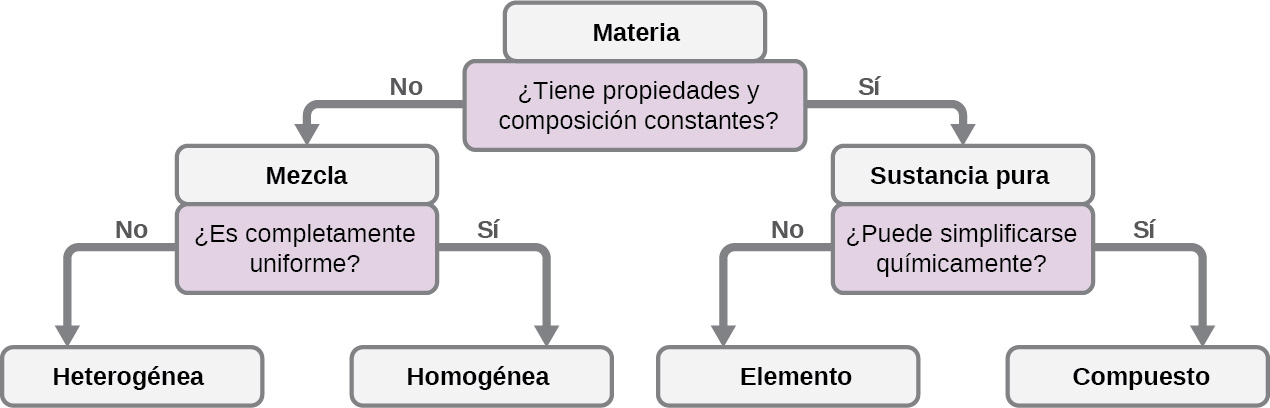 Materia
¿Tiene propiedades y
composición constantes?
No
Sí
Mezcla
¿Es completamente
uniforme?
Sustancia pura
¿Puede simplificarse
químicamente?
No
Sí
No
Sí
Heterogénea
Homogénea
Elemento
Compuesto